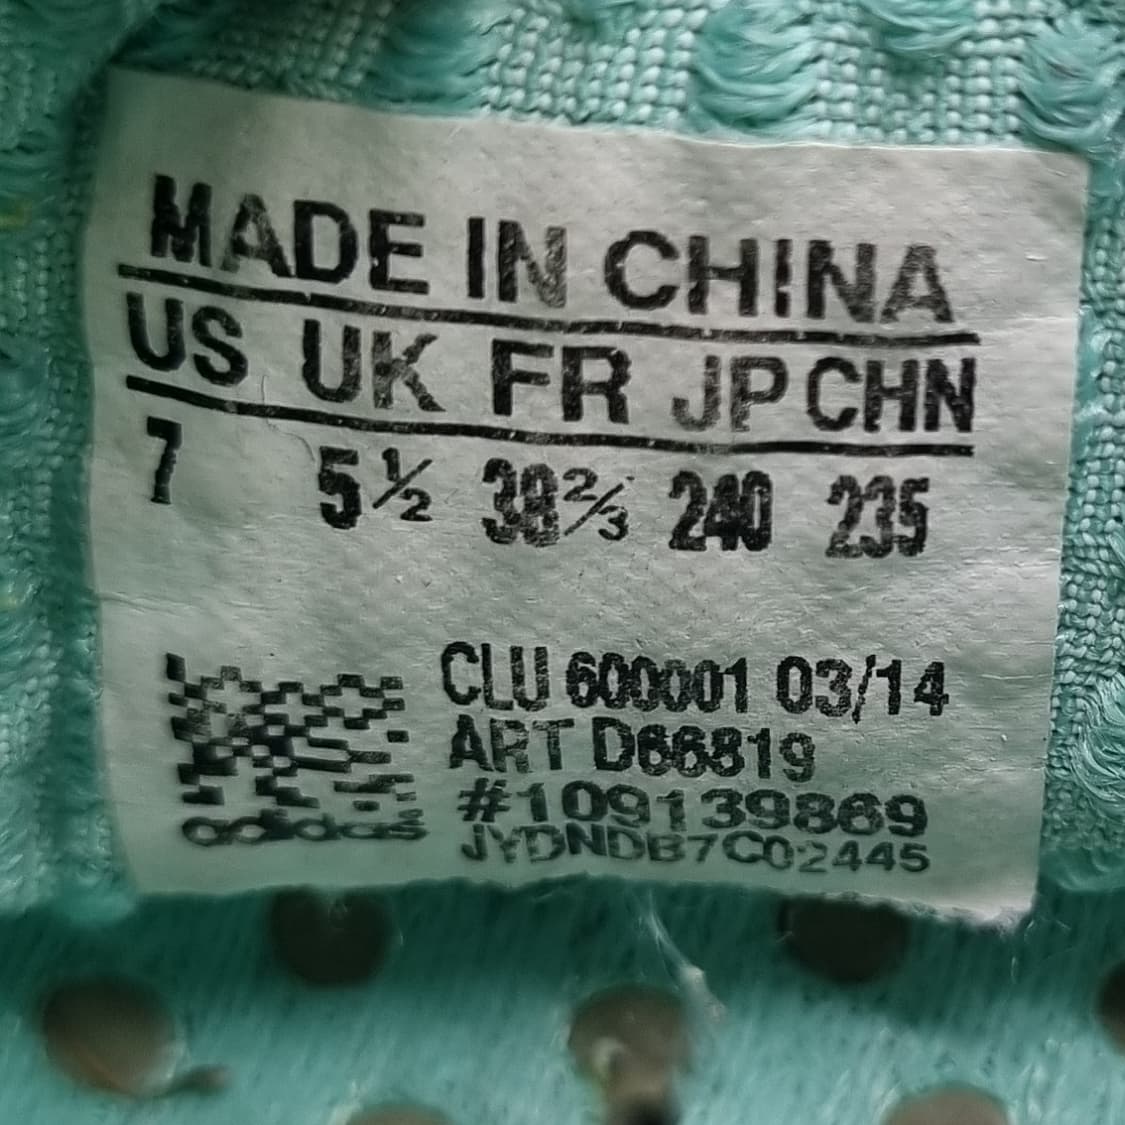 MADE IN CHINA
US UK FR JP CHN
7 5½ 38⅔ 240 235
CLU 600001 03/14
ART D66819
#109139869
JYDNDB7C02445
adidas